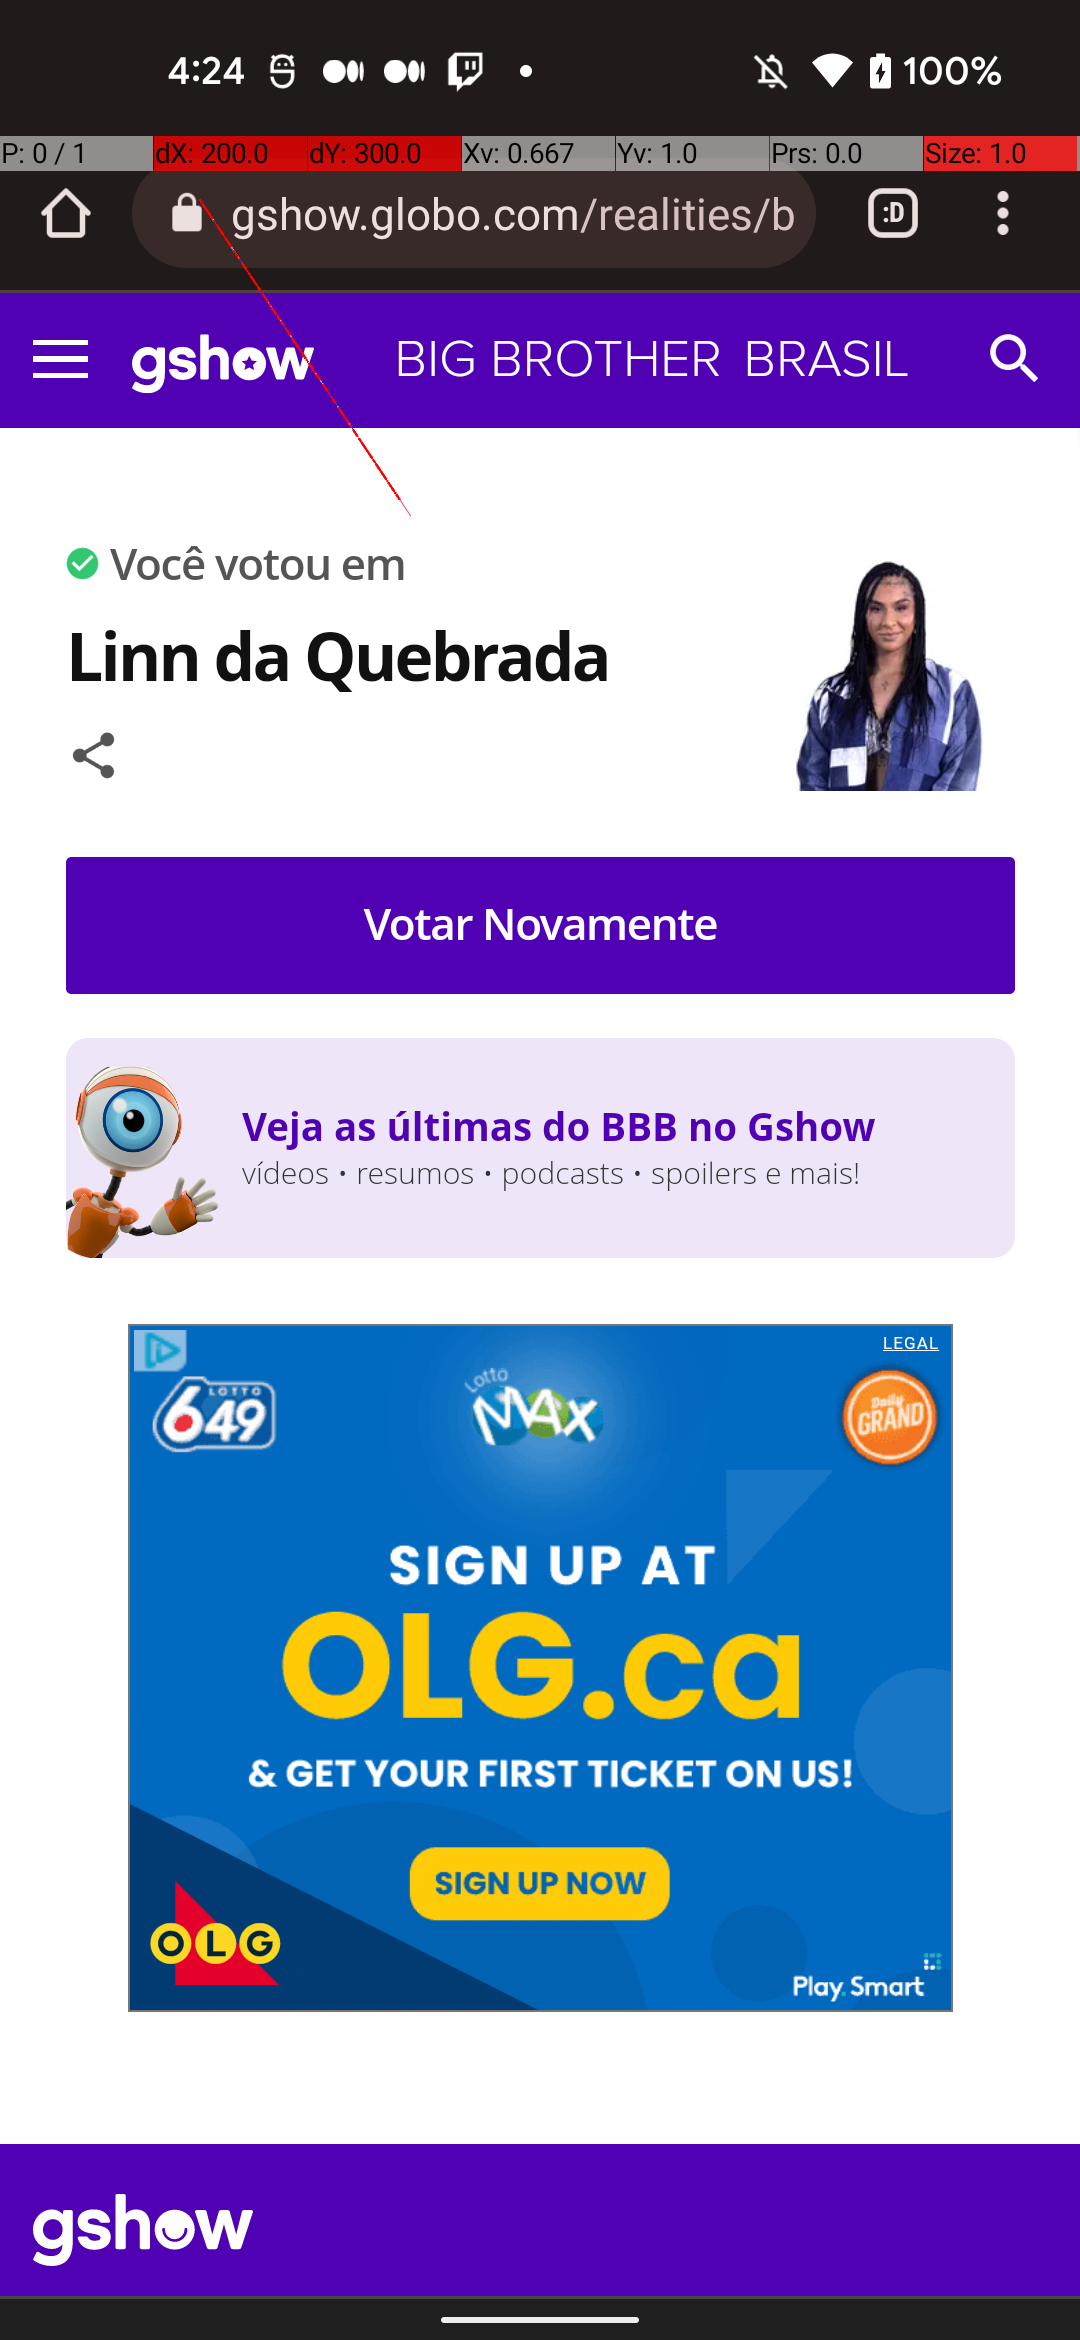 4:24
100%
P: 0 / 1
dX: 200.0
dY: 300.0
Xv: 0.667
Yv: 1.0
Prs: 0.0
Size: 1.0
:D
gshow.globo.com/realities/b
gshow
BIG BROTHER BRASIL
Você votou em
Linn da Quebrada
Votar Novamente
Veja as últimas do BBB no Gshow
vídeos • resumos • podcasts • spoilers e mais!
LEGAL
LOTTO
649
Lotto
MAX
Daily
GRAND
SIGN UP AT
OLG.ca
& GET YOUR FIRST TICKET ON US!
SIGN UP NOW
OLG
Play.Smart
gshow